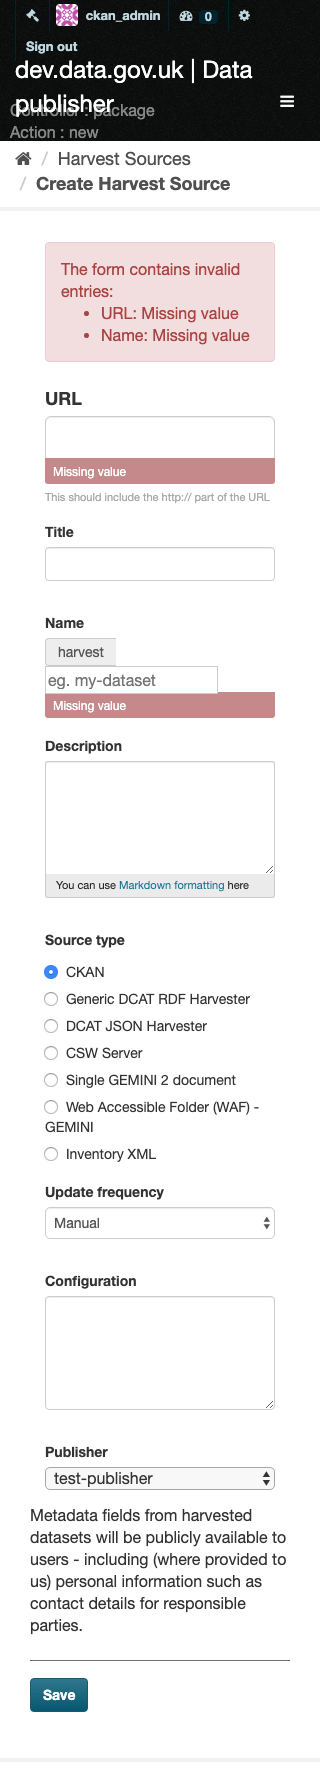 ckan_admin 0
Sign out
dev.data.gov.uk | Data
publisher
Controller : package
Action : new
/ Harvest Sources
/ Create Harvest Source
The form contains invalid
entries:
• URL: Missing value
• Name: Missing value
URL
Missing value
This should include the http:// part of the URL
Title
Name
harvest
eg. my-dataset
Missing value
Description
You can use Markdown formatting here
Source type
CKAN
Generic DCAT RDF Harvester
DCAT JSON Harvester
CSW Server
Single GEMINI 2 document
Web Accessible Folder (WAF) -
GEMINI
Inventory XML
Update frequency
Manual
Configuration
Publisher
test-publisher
Metadata fields from harvested
datasets will be publicly available to
users - including (where provided to
us) personal information such as
contact details for responsible
parties.
Save